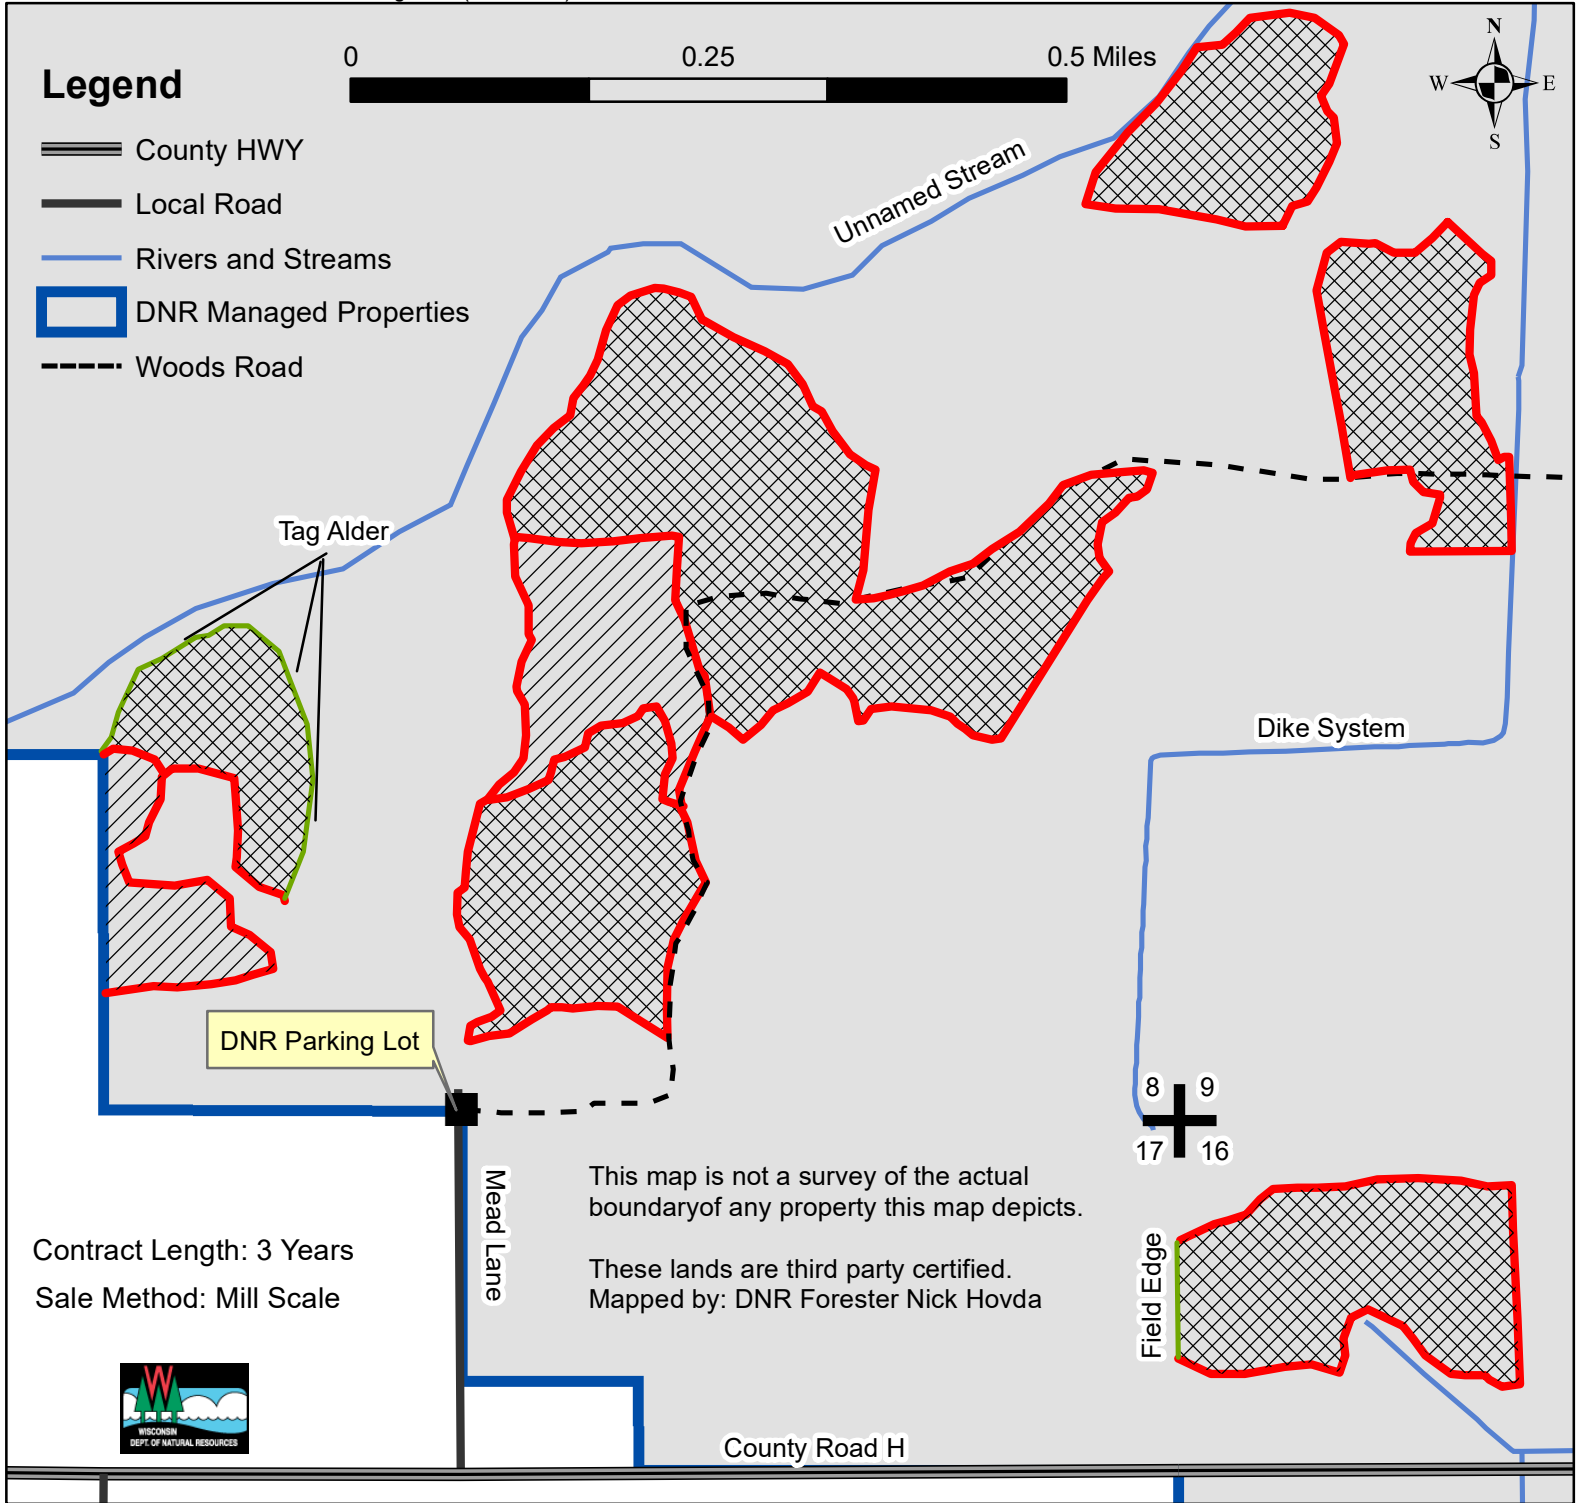 0 0.25 0.5 Miles
N
W E
S
Legend
County HWY
Local Road
Rivers and Streams
DNR Managed Properties
Woods Road
Unnamed Stream
Tag Alder
Dike System
DNR Parking Lot
8 9
17 16
Mead Lane
This map is not a survey of the actual
boundaryof any property this map depicts.
These lands are third party certified.
Mapped by: DNR Forester Nick Hovda
Contract Length: 3 Years
Sale Method: Mill Scale
Field Edge
WISCONSIN
DEPT. OF NATURAL RESOURCES
County Road H